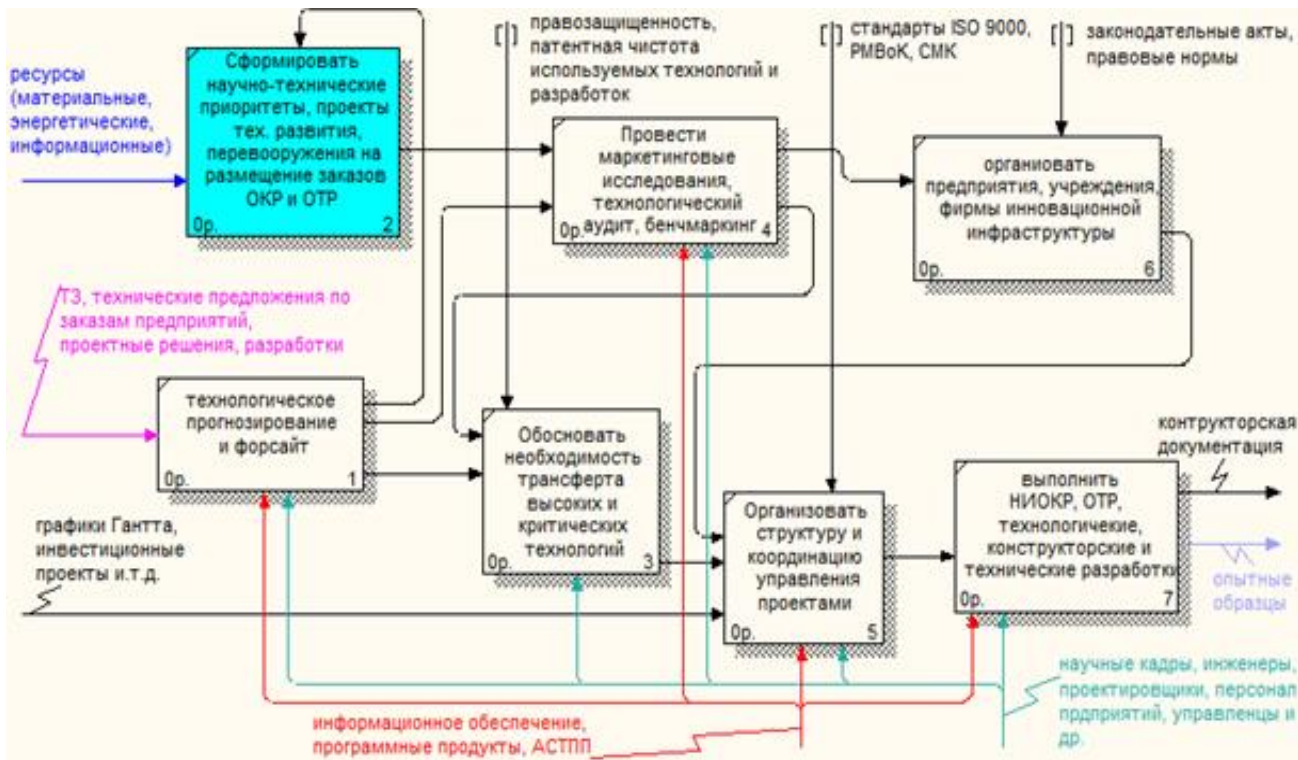 ресурсы
(материальные,
энергетические,
информационные)
Сформировать
научно-технические
приоритеты, проекты
тех. развития,
перевооружения на
размещение заказов
ОКР и ОТР
0р. 2
правозащищенность,
патентная чистота
используемых технологий и
разработок
Провести
маркетинговые
исследования,
технологический
аудит, бенчмаркинг
0р. 4
стандарты ISO 9000,
PMBoK, СМК
законодательные акты,
правовые нормы
органиовать
предприятия, учреждения,
фирмы инновационной
инфраструктуры
0р. 6
ТЗ, технические предложения по
заказам предприятий,
проектные решения, разработки
технологическое
прогнозирование
и форсайт
0р. 1
Обосновать
необходимость
трансферта
высоких и
критических
технологий
0р. 3
графики Гантта,
инвестиционные
проекты и.т.д.
Организовать
структуру и
координацию
управления
проектами
0р. 5
выполнить
НИОКР, ОТР,
технологичекие,
конструкторские и
технические разработки
0р. 7
контрукторская
документация
опытные
образцы
информационное обеспечение,
программные продукты, АСТПП
научные кадры, инженеры,
проектировщики, персонал
прдприятий, управленцы и
др.